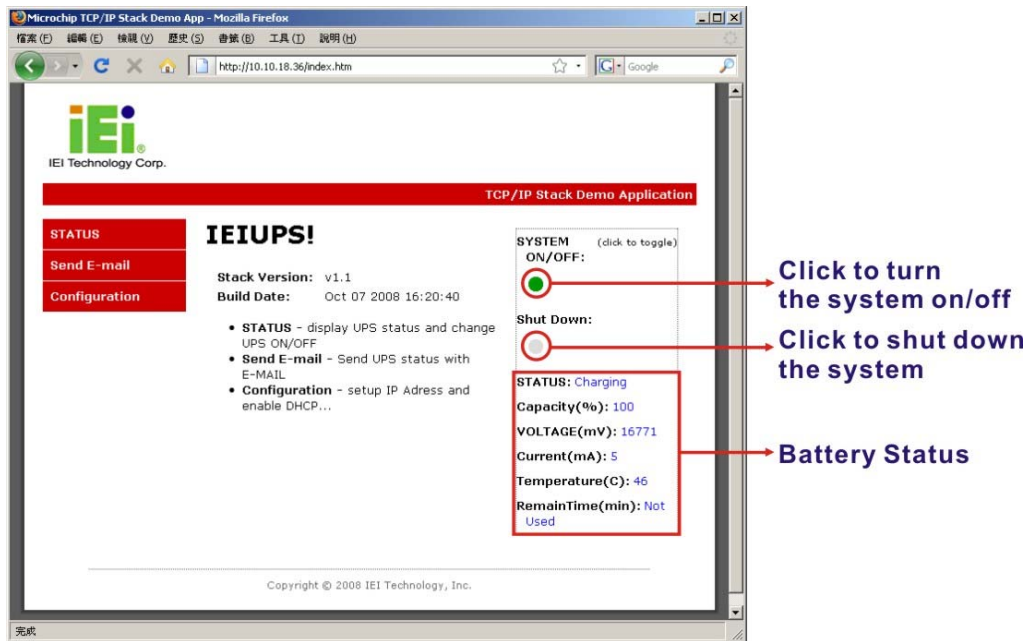 Microchip TCP/IP Stack Demo App - Mozilla Firefox
檔案(F) 編輯(E) 檢視(V) 歷史(S) 書籤(B) 工具(T) 說明(H)
http://10.10.18.36/index.htm
Google
iEi
IEI Technology Corp.
TCP/IP Stack Demo Application
STATUS
Send E-mail
Configuration
IEIUPS!
Stack Version: v1.1
Build Date: Oct 07 2008 16:20:40
• STATUS - display UPS status and change
UPS ON/OFF
• Send E-mail - Send UPS status with
E-MAIL
• Configuration - setup IP Adress and
enable DHCP...
SYSTEM (click to toggle)
ON/OFF:
Shut Down:
STATUS: Charging
Capacity(%): 100
VOLTAGE(mV): 16771
Current(mA): 5
Temperature(C): 46
RemainTime(min): Not
Used
Click to turn
the system on/off
Click to shut down
the system
Battery Status
Copyright © 2008 IEI Technology, Inc.
完成